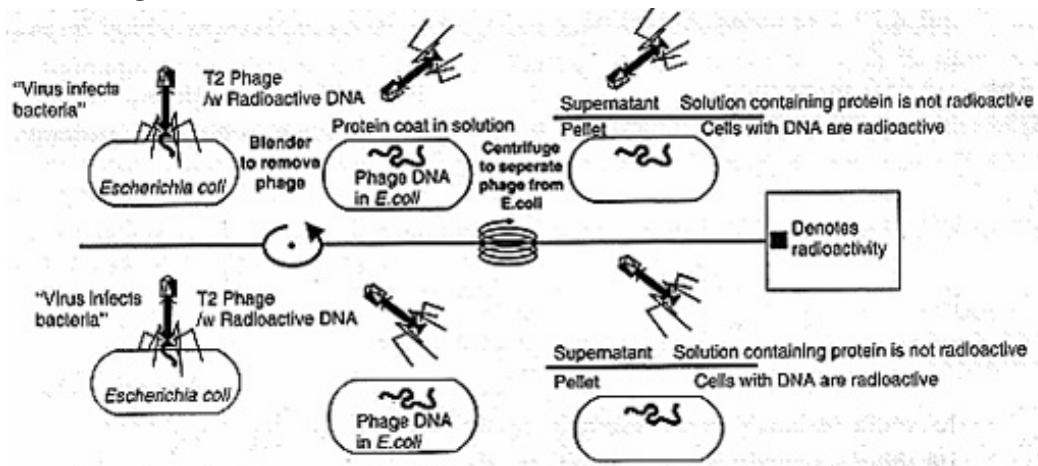 "Virus infects
bacteria"
T2 Phage
/w Radioactive DNA
Escherichia coli
Blender
to remove
phage
Protein coat in solution
Phage DNA
in E.coli
Centrifuge
to seperate
phage from
E.coli
Supernatant Solution containing protein is not radioactive
Pellet Cells with DNA are radioactive
Denotes
radioactivity
"Virus infects
bacteria"
T2 Phage
/w Radioactive DNA
Escherichia coli
Phage DNA
in E.coli
Supernatant Solution containing protein is not radioactive
Pellet Cells with DNA are radioactive